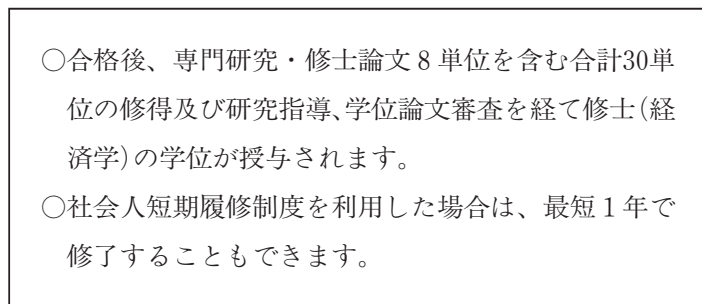 ○合格後、専門研究・修士論文8単位を含む合計30単
位の修得及び研究指導、学位論文審査を経て修士(経
済学)の学位が授与されます。
○社会人短期履修制度を利用した場合は、最短1年で
修了することもできます。